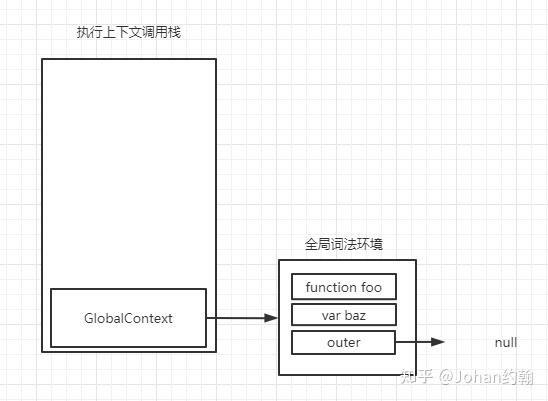 执行上下文调用栈
全局词法环境
function foo
var baz
GlobalContext
outer
null
知乎 @Johan约翰